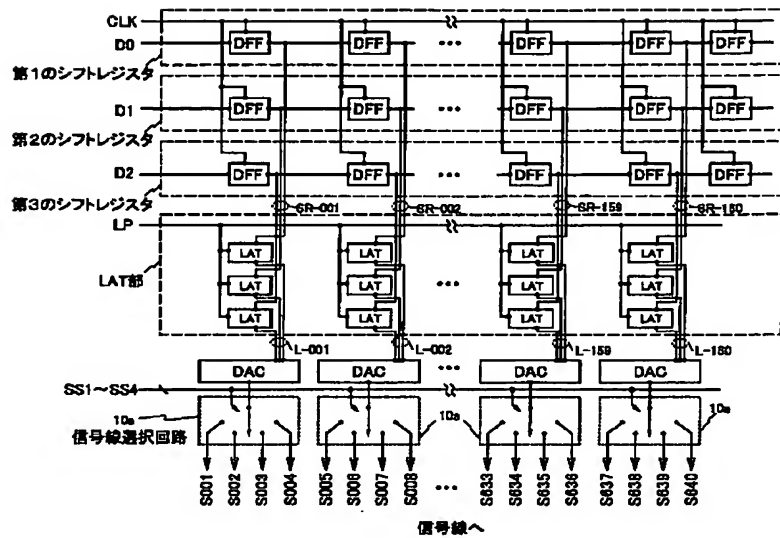 CLK
D0 DFF DFF ... DFF DFF DFF
第1のシフトレジスタ
D1 DFF DFF ... DFF DFF DFF
第2のシフトレジスタ
D2 DFF DFF ... DFF DFF DFF
第3のシフトレジスタ SR-001 SR-002 SR-159 SR-160
LP
LAT LAT LAT LAT
LAT部 LAT LAT ... LAT LAT
LAT LAT LAT LAT
L-001 L-002 L-159 L-160
DAC DAC ... DAC DAC
SS1～SS4
10a 10a 10a
信号線選択回路
S001 S002 S003 S004 S005 S006 S007 S008 ... S633 S634 S635 S636 S637 S638 S639 S640
信号線へ